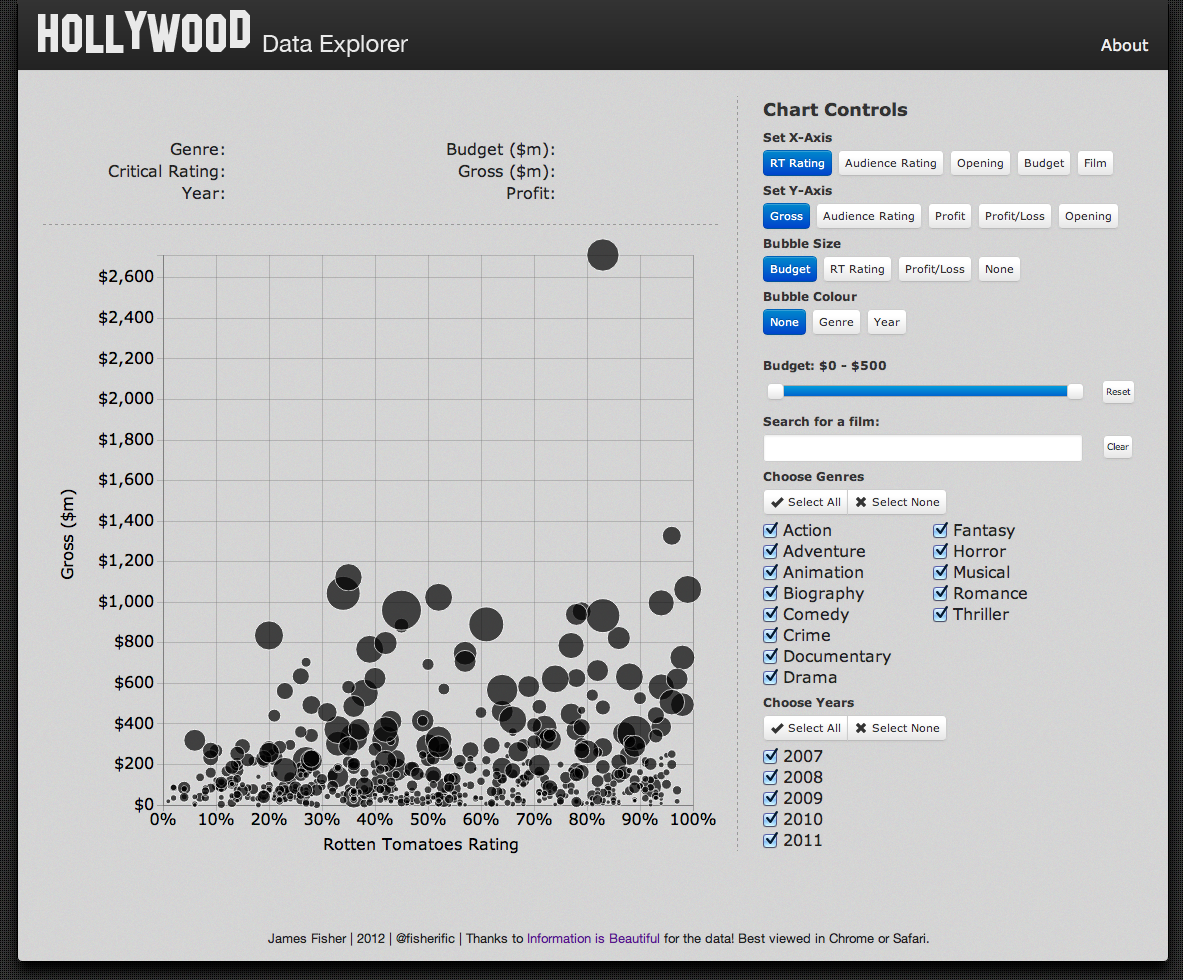 HOLLYWOOD Data Explorer
About
Genre:
Critical Rating:
Year:
Budget ($m):
Gross ($m):
Profit:
$2,600
$2,400
$2,200
$2,000
$1,800
$1,600
$1,400
$1,200
$1,000
$800
$600
$400
$200
$0
Gross ($m)
0% 10% 20% 30% 40% 50% 60% 70% 80% 90% 100%
Rotten Tomatoes Rating
Chart Controls
Set X-Axis
RT Rating Audience Rating Opening Budget Film
Set Y-Axis
Gross Audience Rating Profit Profit/Loss Opening
Bubble Size
Budget RT Rating Profit/Loss None
Bubble Colour
None Genre Year
Budget: $0 - $500
Reset
Search for a film:
Clear
Choose Genres
Select All Select None
Action
Adventure
Animation
Biography
Comedy
Crime
Documentary
Drama
Fantasy
Horror
Musical
Romance
Thriller
Choose Years
Select All Select None
2007
2008
2009
2010
2011
James Fisher | 2012 | @fisherific | Thanks to Information is Beautiful for the data! Best viewed in Chrome or Safari.